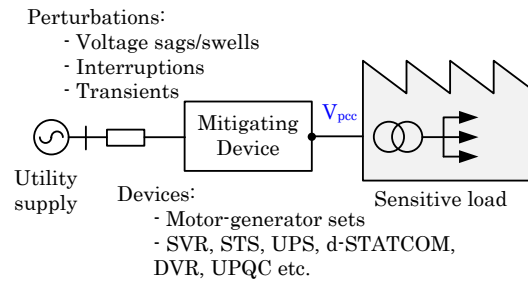 Perturbations:
- Voltage sags/swells
- Interruptions
- Transients
Mitigating
Device
Vpcc
Utility
supply
Sensitive load
Devices:
- Motor-generator sets
- SVR, STS, UPS, d-STATCOM,
DVR, UPQC etc.